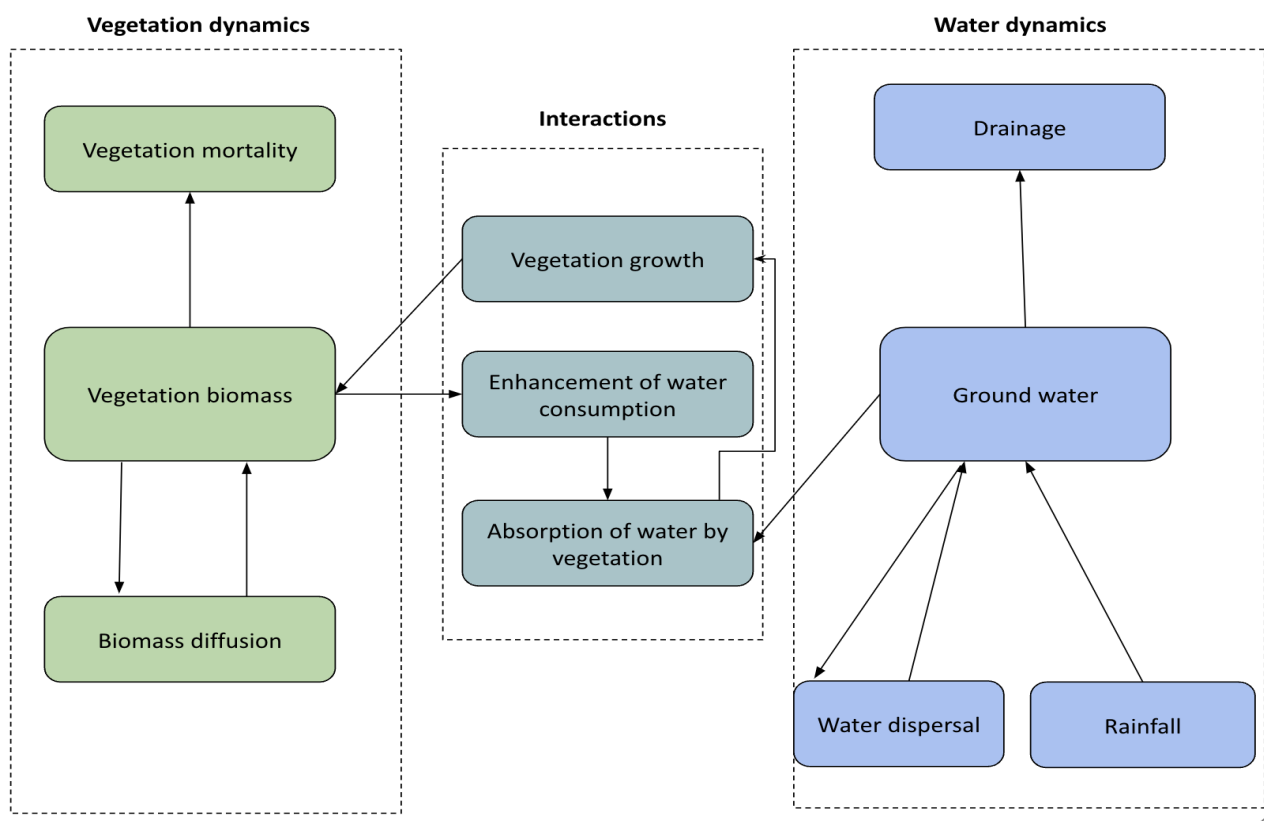 Vegetation dynamics
Water dynamics
Interactions
Vegetation mortality
Drainage
Vegetation growth
Vegetation biomass
Enhancement of water
consumption
Ground water
Absorption of water by
vegetation
Biomass diffusion
Water dispersal
Rainfall